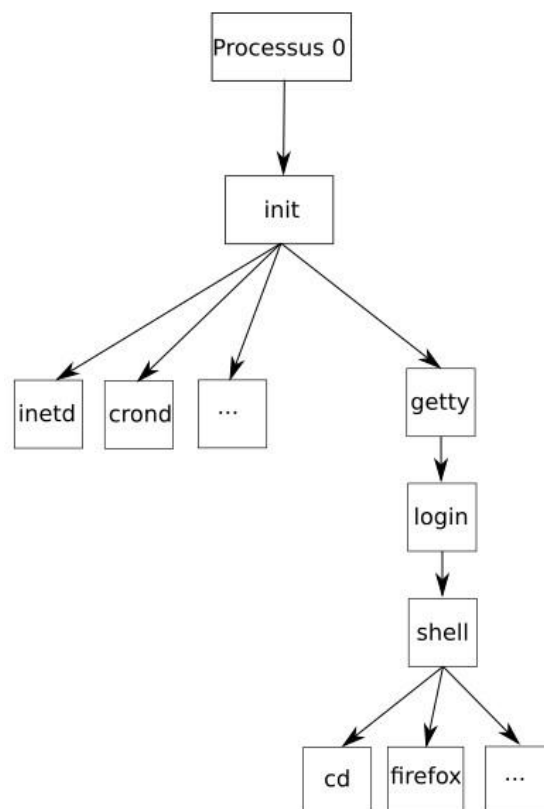 Processus 0
init
inetd
crond
...
getty
login
shell
cd
firefox
...